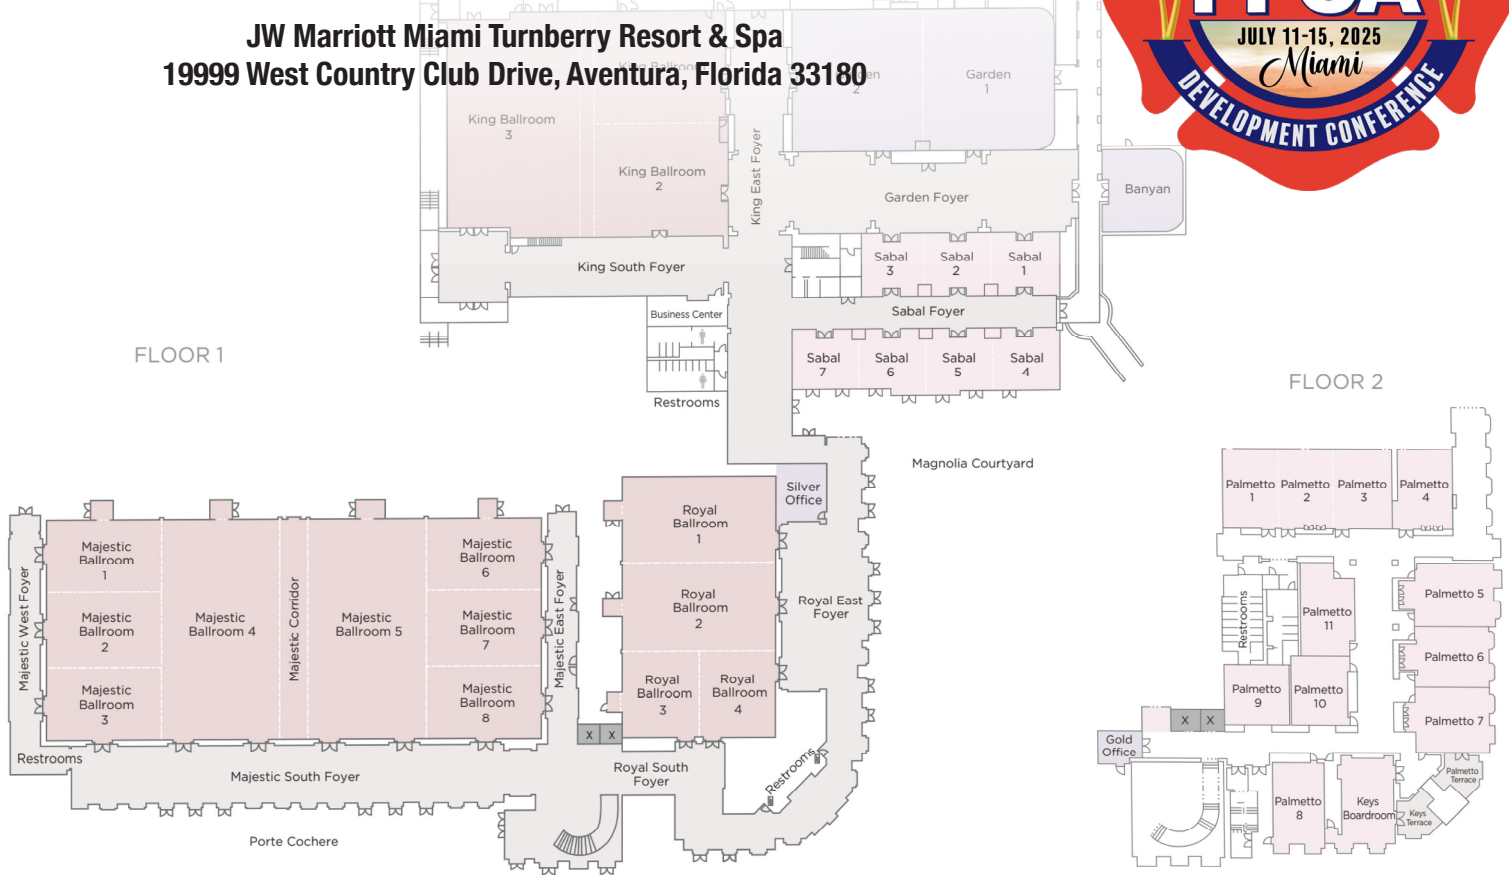 JW Marriott Miami Turnberry Resort & Spa
19999 West Country Club Drive, Aventura, Florida 33180
JULY 11-15, 2025
Miami
DEVELOPMENT CONFERENCE
King Ballroom
3
King Ballroom
2
King East Foyer
2
Garden
1
Garden Foyer
Banyan
King South Foyer
Sabal
3
Sabal
2
Sabal
1
Business Center
Sabal Foyer
Sabal
7
Sabal
6
Sabal
5
Sabal
4
Restrooms
FLOOR 1
Magnolia Courtyard
Silver
Office
Royal
Ballroom
1
Royal
Ballroom
2
Royal
Ballroom
3
Royal
Ballroom
4
Royal East
Foyer
Majestic West Foyer
Majestic
Ballroom
1
Majestic
Ballroom
2
Majestic
Ballroom
3
Majestic
Ballroom 4
Majestic Corridor
Majestic
Ballroom 5
Majestic
Ballroom
6
Majestic
Ballroom
7
Majestic
Ballroom
8
Majestic East Foyer
X X
Restrooms
Majestic South Foyer
Royal South
Foyer
Restrooms
Porte Cochere
FLOOR 2
Palmetto
1
Palmetto
2
Palmetto
3
Palmetto
4
Restrooms
Palmetto
11
Palmetto 5
Palmetto 6
Palmetto
9
Palmetto
10
Palmetto 7
X X
Gold
Office
Palmetto
8
Keys
Boardroom
Palmetto
Terrace
Keys
Terrace